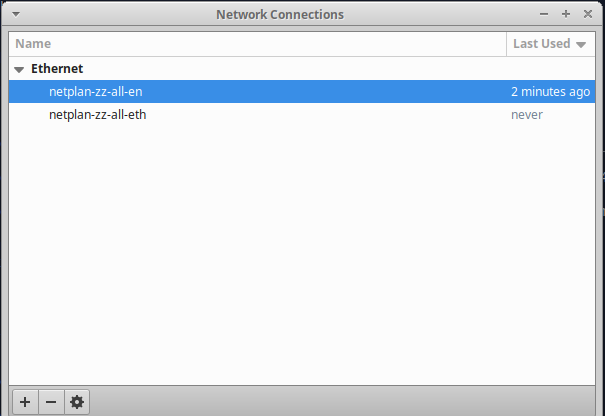 Network Connections
Name Last Used
Ethernet
netplan-zz-all-en 2 minutes ago
netplan-zz-all-eth never